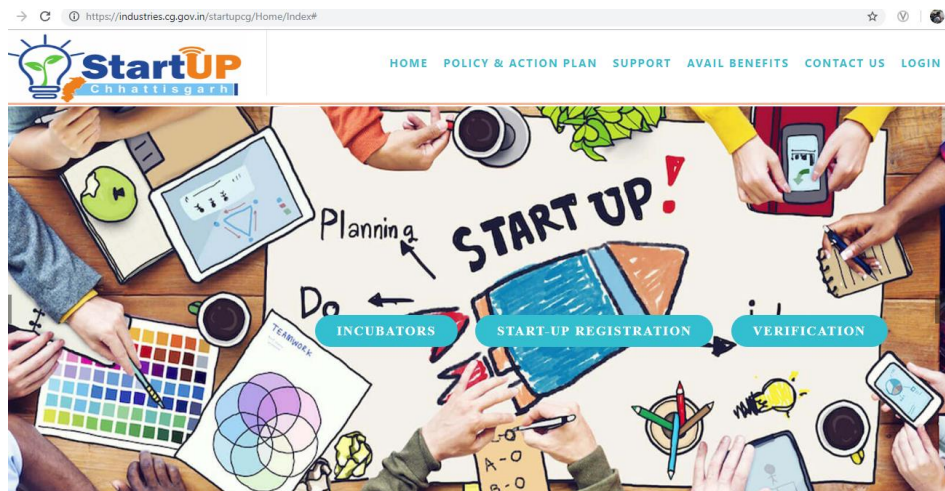 https://industries.cg.gov.in/startupcg/Home/Index#
StartUP
Chhattisgarh
HOME POLICY & ACTION PLAN SUPPORT AVAIL BENEFITS CONTACT US LOGIN
START UP!
Planning
Do
INCUBATORS START-UP REGISTRATION VERIFICATION
TEAMWORK
A-O
B-O